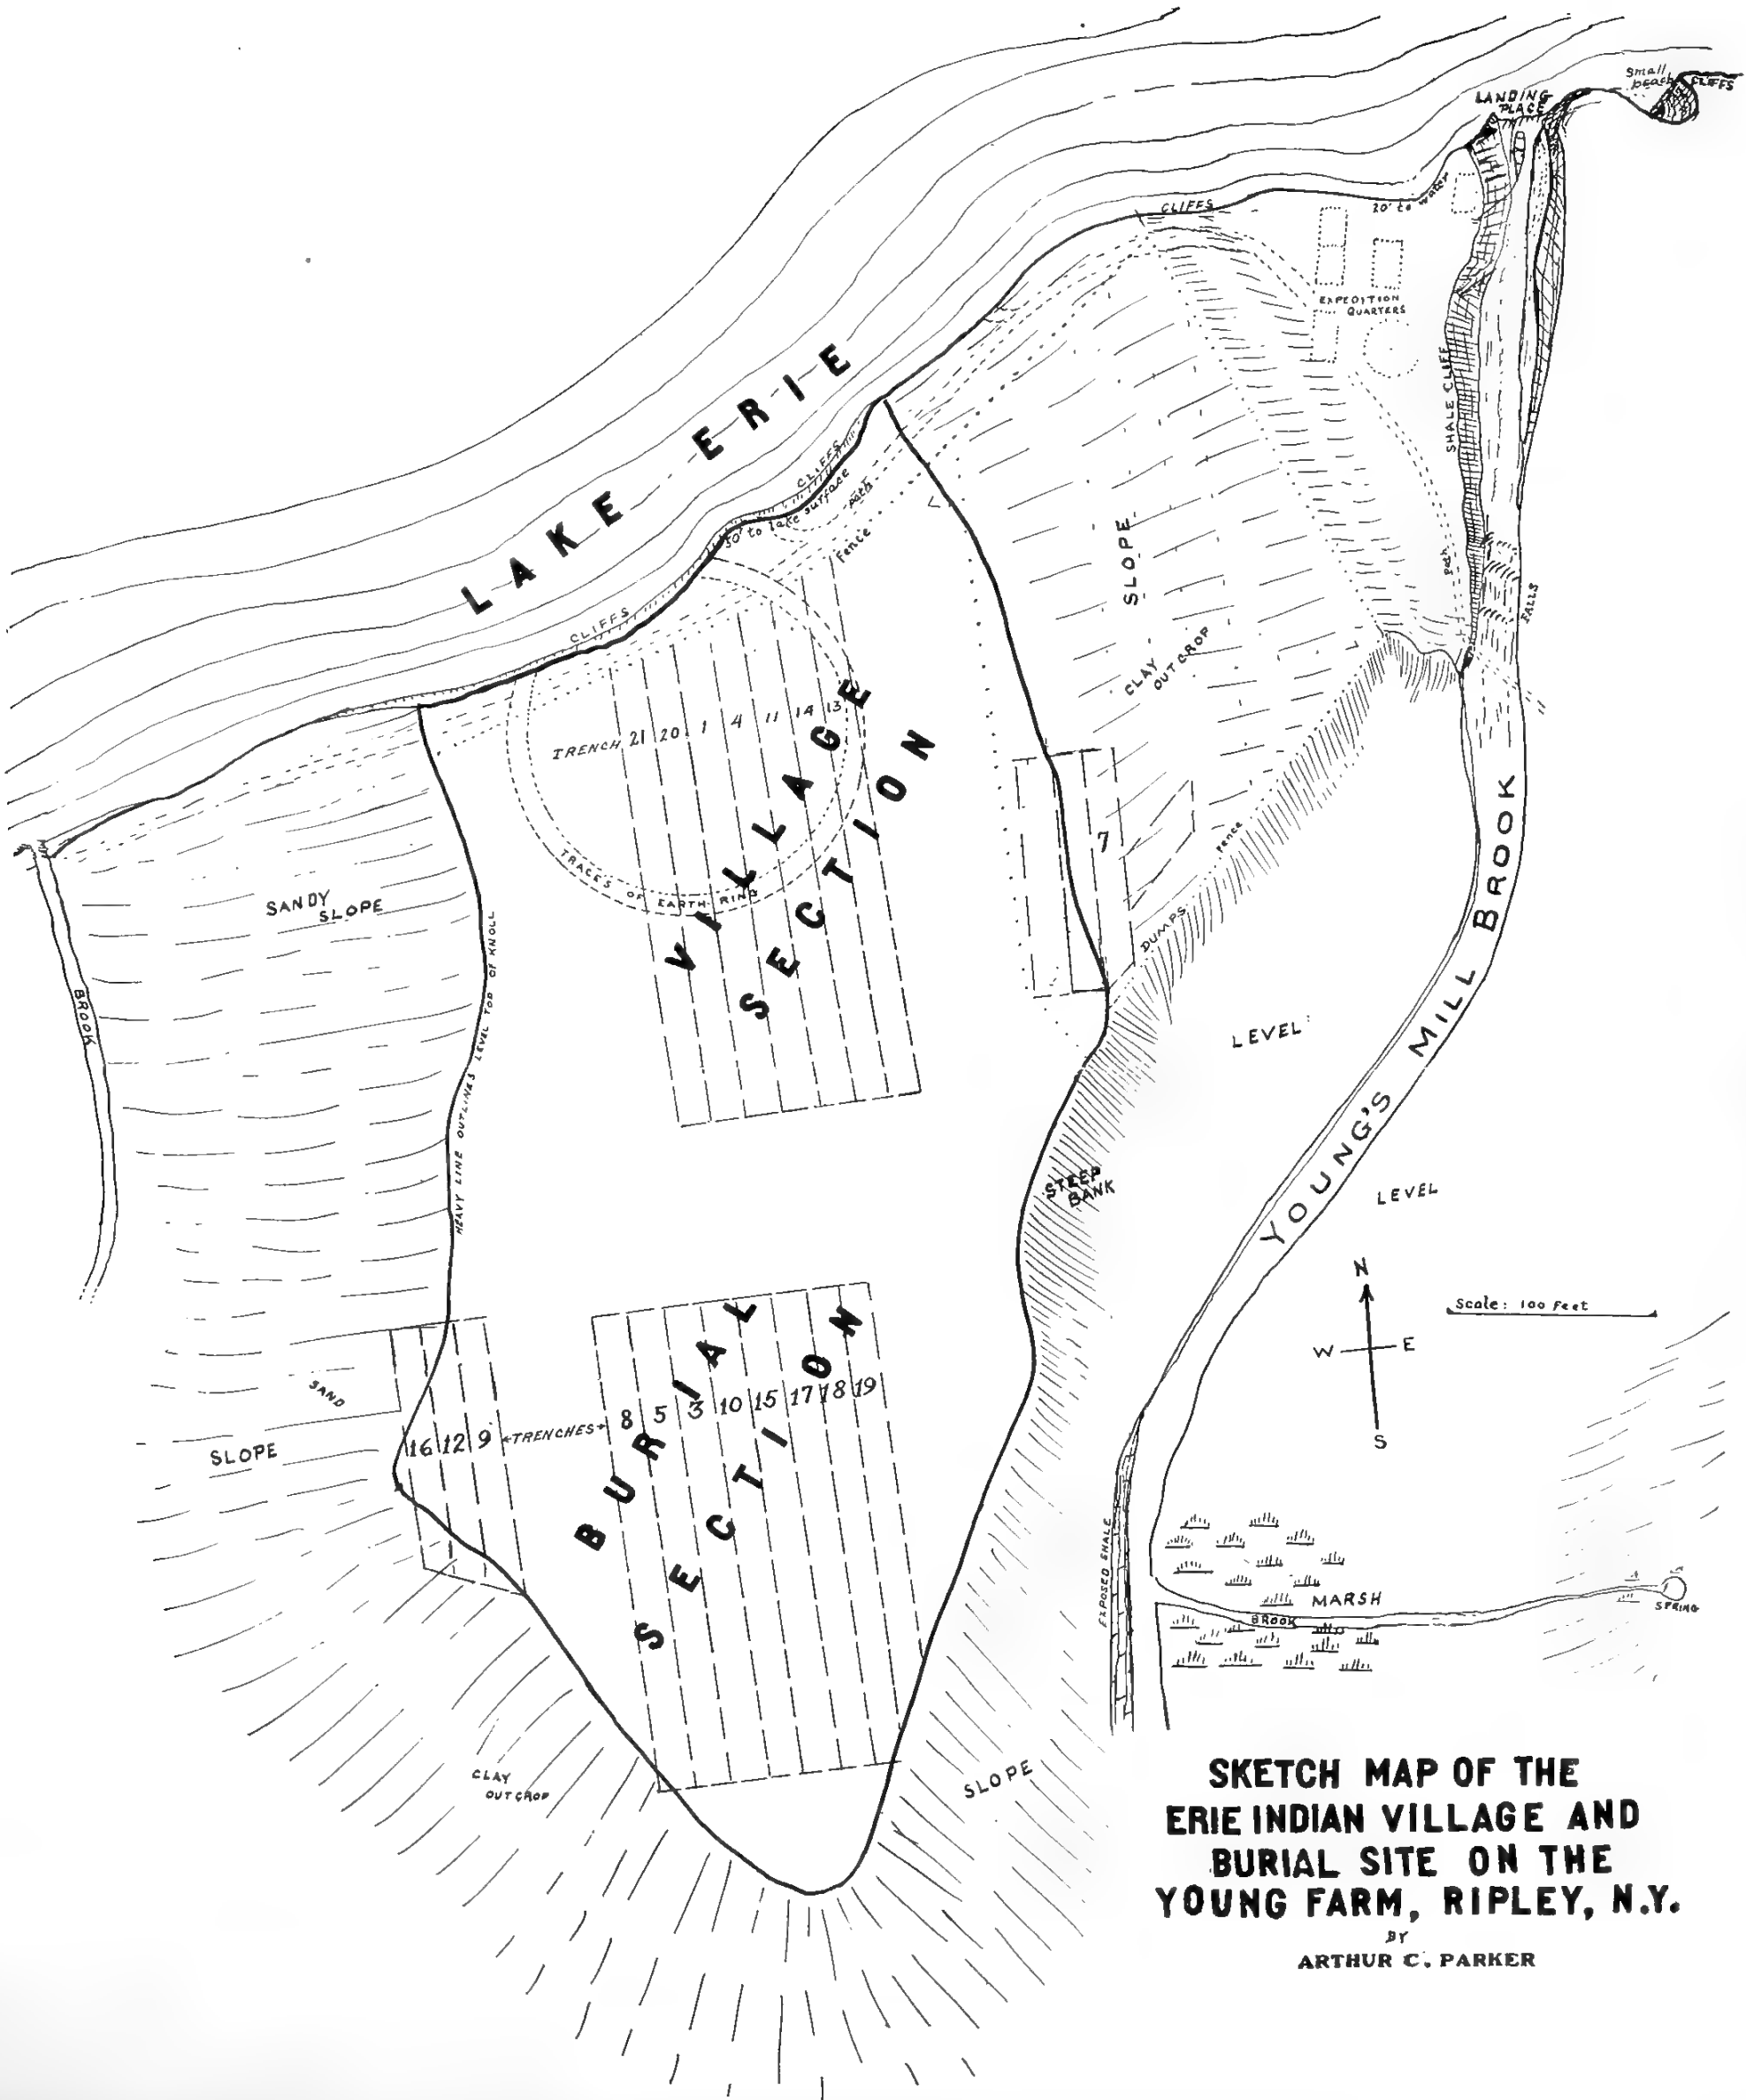 small
beach
CLIFFS
LANDING
PLACE
20' to water
CLIFFS
EXPEDITION
QUARTERS
SHALE CLIFF
LAKE ERIE
CLIFFS
50' to lake surface
path
Fence
SLOPE
path
FALLS
CLIFFS
CLAY
OUTCROP
TRENCH 21 20 1 4 11 14 13
VILLAGE
SECTION
7
Fence
TRACES OF EARTH RING
SANDY
SLOPE
DUMPS
BROOK
HEAVY LINE OUTLINES LEVEL TOP OF KNOLL
LEVEL
YOUNG'S MILL BROOK
STEEP
BANK
LEVEL
N
W E
S
Scale: 100 Feet
SAND
SLOPE
16 12 9 TRENCHES 8 5 3 10 15 17 18 19
BURIAL
SECTION
EXPOSED SHALE
MARSH
BROOK
SPRING
CLAY
OUTCROP
SLOPE
SKETCH MAP OF THE
ERIE INDIAN VILLAGE AND
BURIAL SITE ON THE
YOUNG FARM, RIPLEY, N.Y.
BY
ARTHUR C. PARKER